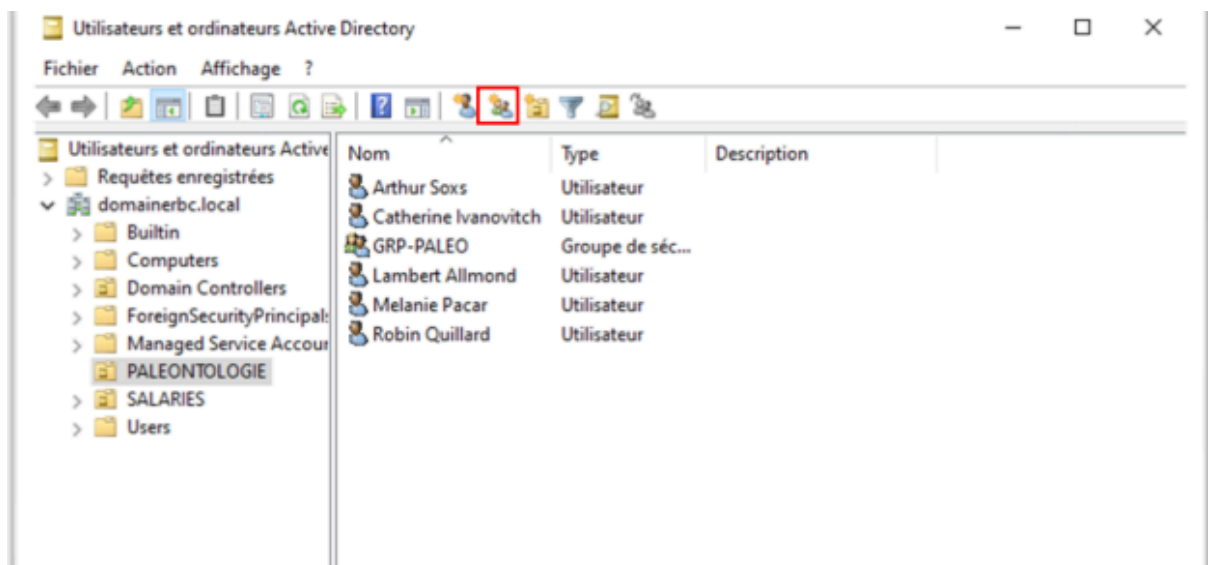 Utilisateurs et ordinateurs Active Directory
Fichier Action Affichage ?
Utilisateurs et ordinateurs Active
Requêtes enregistrées
domainerbc.local
Builtin
Computers
Domain Controllers
ForeignSecurityPrincipal:
Managed Service Accour
PALEONTOLOGIE
SALARIES
Users
Nom Type Description
Arthur Soxs Utilisateur
Catherine Ivanovitch Utilisateur
GRP-PALEO Groupe de séc...
Lambert Allmond Utilisateur
Melanie Pacar Utilisateur
Robin Quillard Utilisateur